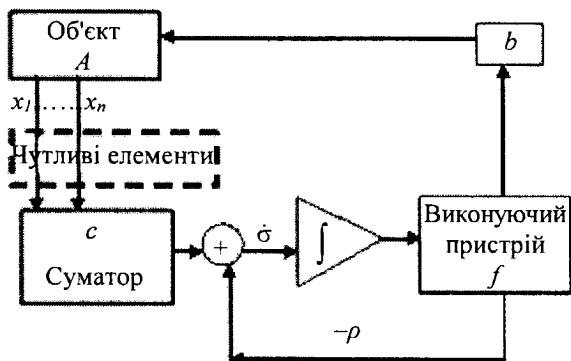 Об'єкт
A
b
x1……xn
Чутливі елементи
c
Суматор
+
σ̇
∫
Виконуючий
пристрій
f
−ρ